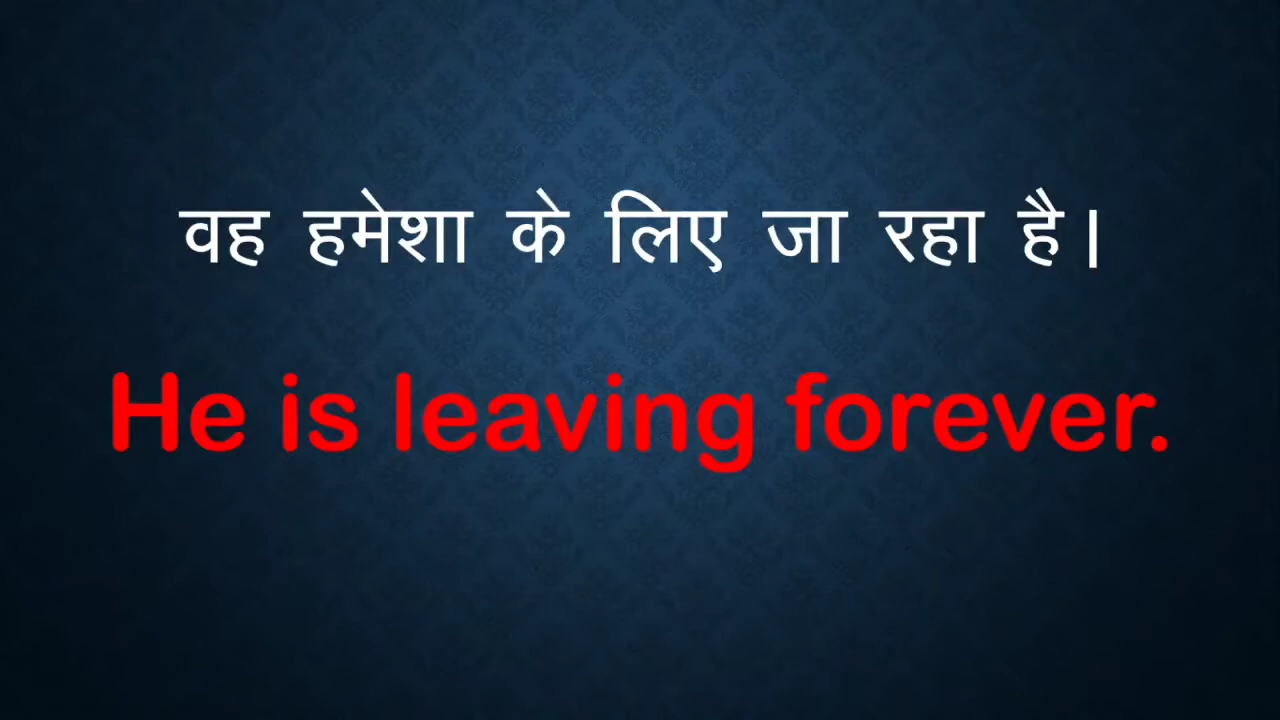 वह हमेशा के लिए जा रहा है।
He is leaving forever.